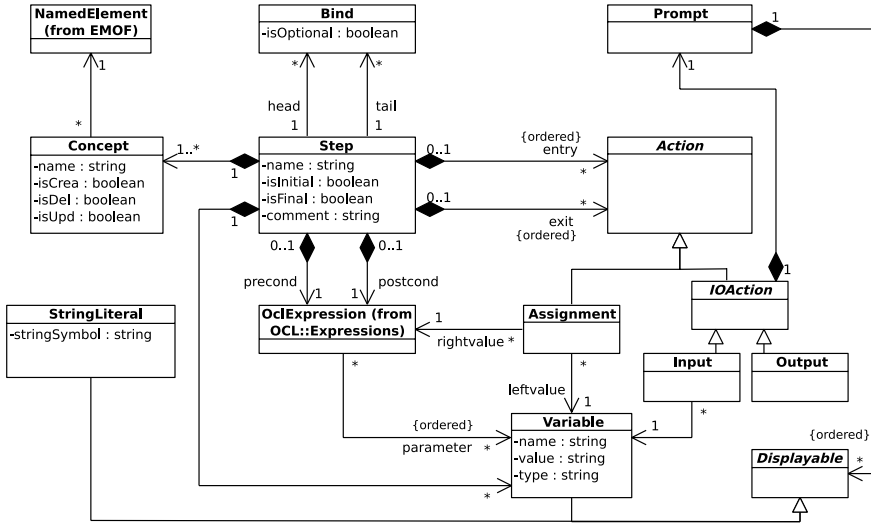 NamedElement
(from EMOF)
Bind
-isOptional : boolean
Prompt
1
1
*
*
1
head
tail
*
1
1
{ordered}
entry
Concept
-name : string
-isCrea : boolean
-isDel : boolean
-isUpd : boolean
1..*
1
Step
-name : string
-isInitial : boolean
-isFinal : boolean
-comment : string
0..1
*
Action
1
0..1
*
exit
{ordered}
0..1
0..1
precond
postcond
1
1
1
IOAction
StringLiteral
-stringSymbol : string
OclExpression (from
OCL::Expressions)
1
rightvalue *
Assignment
Input
Output
*
*
leftvalue
1
*
{ordered}
parameter
*
Variable
-name : string
-value : string
-type : string
1
{ordered}
*
Displayable
*